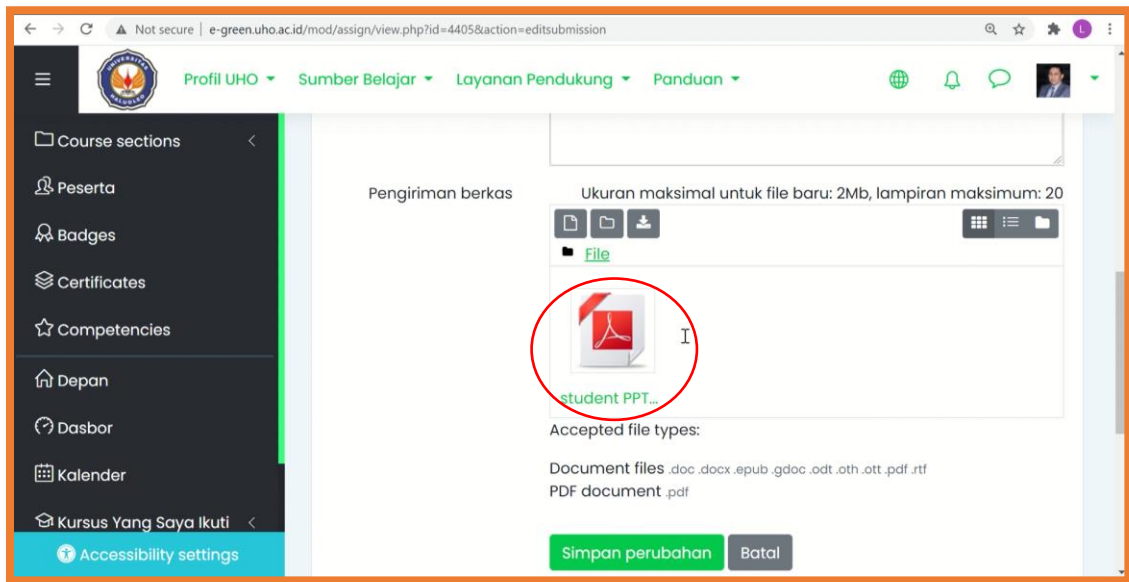 Not secure | e-green.uho.ac.id/mod/assign/view.php?id=4405&action=editsubmission
L
Profil UHO Sumber Belajar Layanan Pendukung Panduan
Course sections
Peserta
Badges
Certificates
Competencies
Depan
Dasbor
Kalender
Kursus Yang Saya Ikuti
Accessibility settings
Pengiriman berkas
Ukuran maksimal untuk file baru: 2Mb, lampiran maksimum: 20
File
student PPT...
Accepted file types:
Document files .doc .docx .epub .gdoc .odt .oth .ott .pdf .rtf
PDF document .pdf
Simpan perubahan Batal